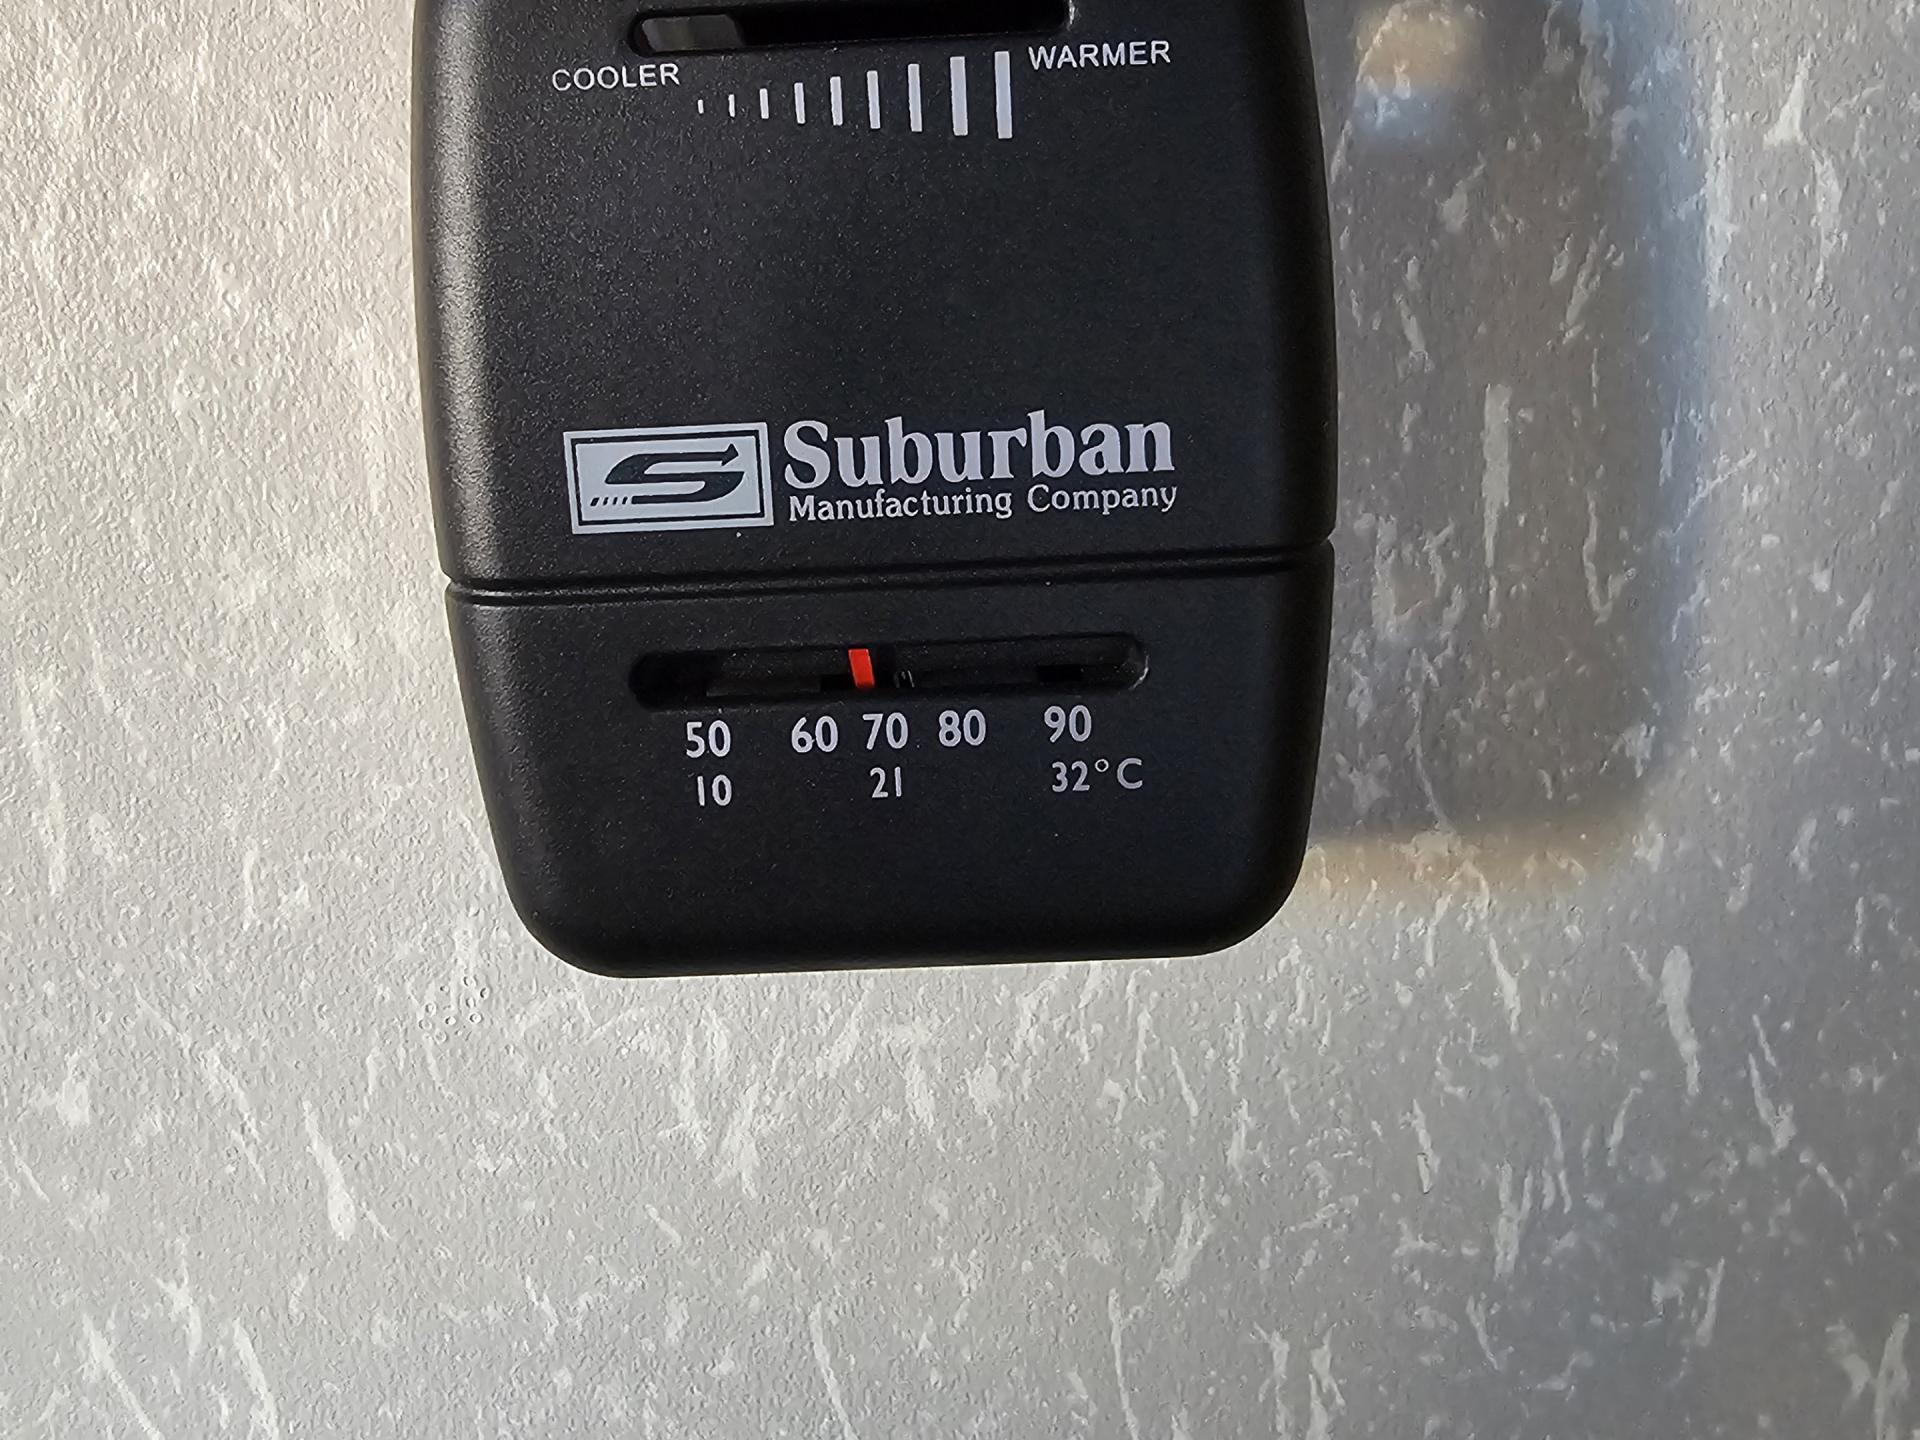 COOLER WARMER
Suburban
Manufacturing Company
50 60 70 80 90
10 21 32°C